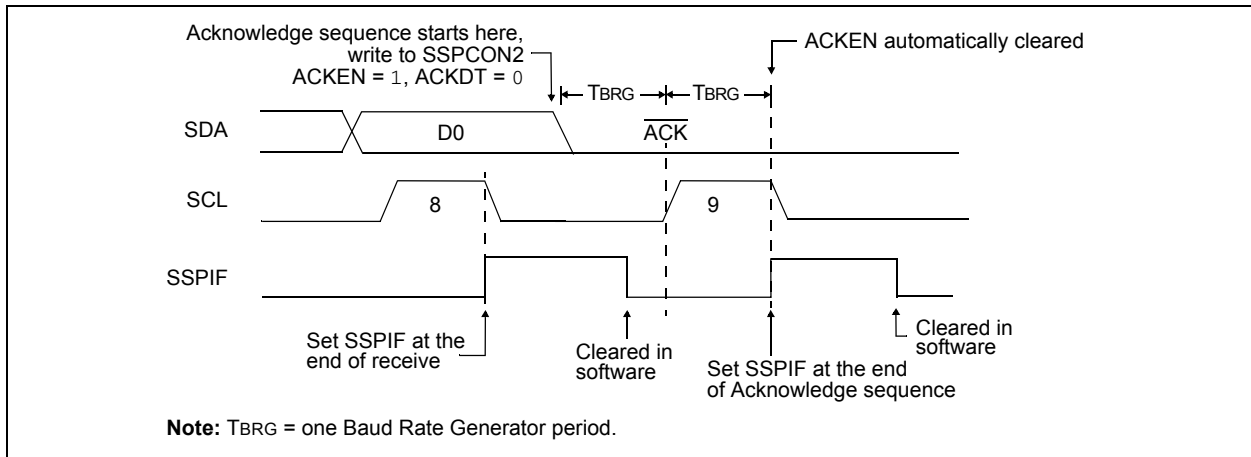 Acknowledge sequence starts here,
write to SSPCON2
ACKEN = 1, ACKDT = 0
ACKEN automatically cleared
TBRG
TBRG
SDA
D0
ACK
SCL
8
9
SSPIF
Set SSPIF at the
end of receive
Cleared in
software
Set SSPIF at the end
of Acknowledge sequence
Cleared in
software
Note: TBRG = one Baud Rate Generator period.